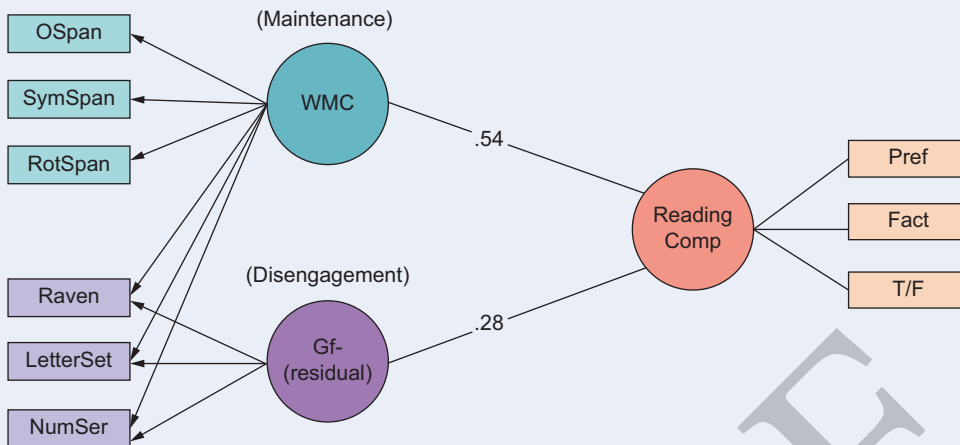 OSpan
SymSpan
RotSpan
Raven
LetterSet
NumSer
(Maintenance)
WMC
(Disengagement)
Gf-
(residual)
.54
.28
Reading
Comp
Pref
Fact
T/F